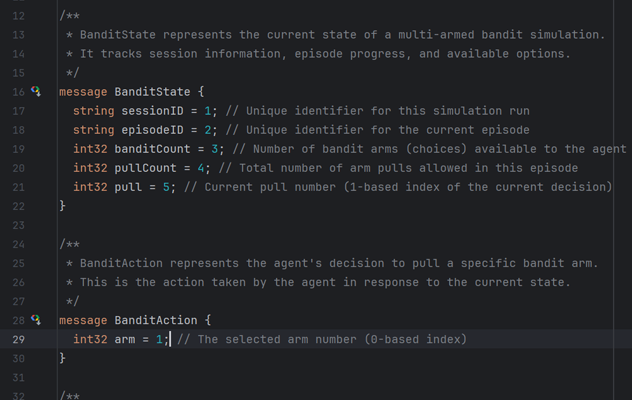 12 /**
13 * BanditState represents the current state of a multi-armed bandit simulation.
14 * It tracks session information, episode progress, and available options.
15 */
16 message BanditState {
17 string sessionID = 1; // Unique identifier for this simulation run
18 string episodeID = 2; // Unique identifier for the current episode
19 int32 banditCount = 3; // Number of bandit arms (choices) available to the agent
20 int32 pullCount = 4; // Total number of arm pulls allowed in this episode
21 int32 pull = 5; // Current pull number (1-based index of the current decision)
22 }
23
24 /**
25 * BanditAction represents the agent's decision to pull a specific bandit arm.
26 * This is the action taken by the agent in response to the current state.
27 */
28 message BanditAction {
29 int32 arm = 1; // The selected arm number (0-based index)
30 }
31
32 /**